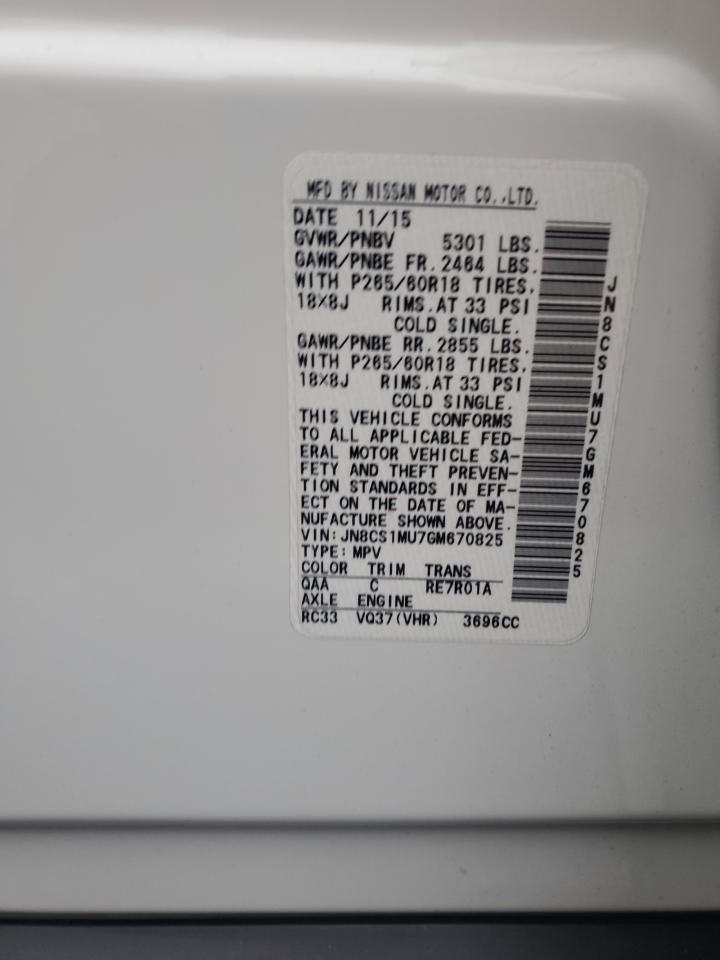 MFD BY NISSAN MOTOR CO.,LTD.
DATE 11/15
GVWR/PNBV 5301 LBS.
GAWR/PNBE FR. 2464 LBS.
WITH P265/60R18 TIRES,
18×8J RIMS.AT 33 PSI
COLD SINGLE.
GAWR/PNBE RR. 2855 LBS.
WITH P265/60R18 TIRES,
18×8J RIMS.AT 33 PSI
COLD SINGLE.
THIS VEHICLE CONFORMS
TO ALL APPLICABLE FED-
ERAL MOTOR VEHICLE SA-
FETY AND THEFT PREVEN-
TION STANDARDS IN EFF-
ECT ON THE DATE OF MA-
NUFACTURE SHOWN ABOVE.
VIN:JN8CS1MU7GM670825
TYPE:MPV
COLOR TRIM TRANS
QAA C RE7R01A
AXLE ENGINE
RC33 VQ37(VHR) 3696CC
JN8CS1MU7GM670825